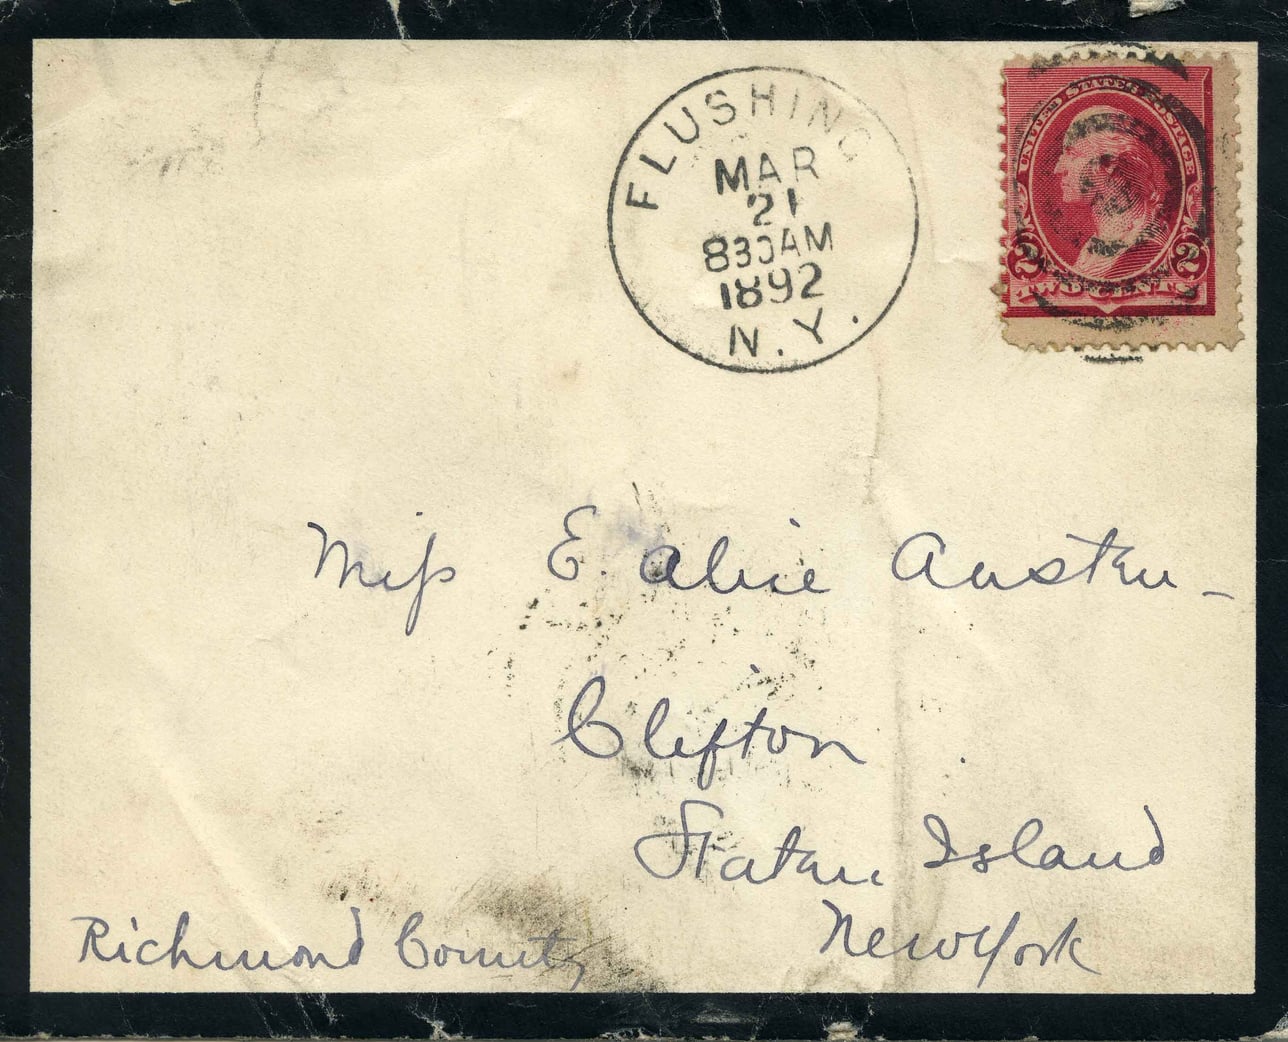 FLUSHING
MAR
21
830AM
1892
N.Y.
UNITED STATES POSTAGE
2 2
TWO CENTS
Miss E. Alice Austen –
Clifton
Staten Island
New York
Richmond County